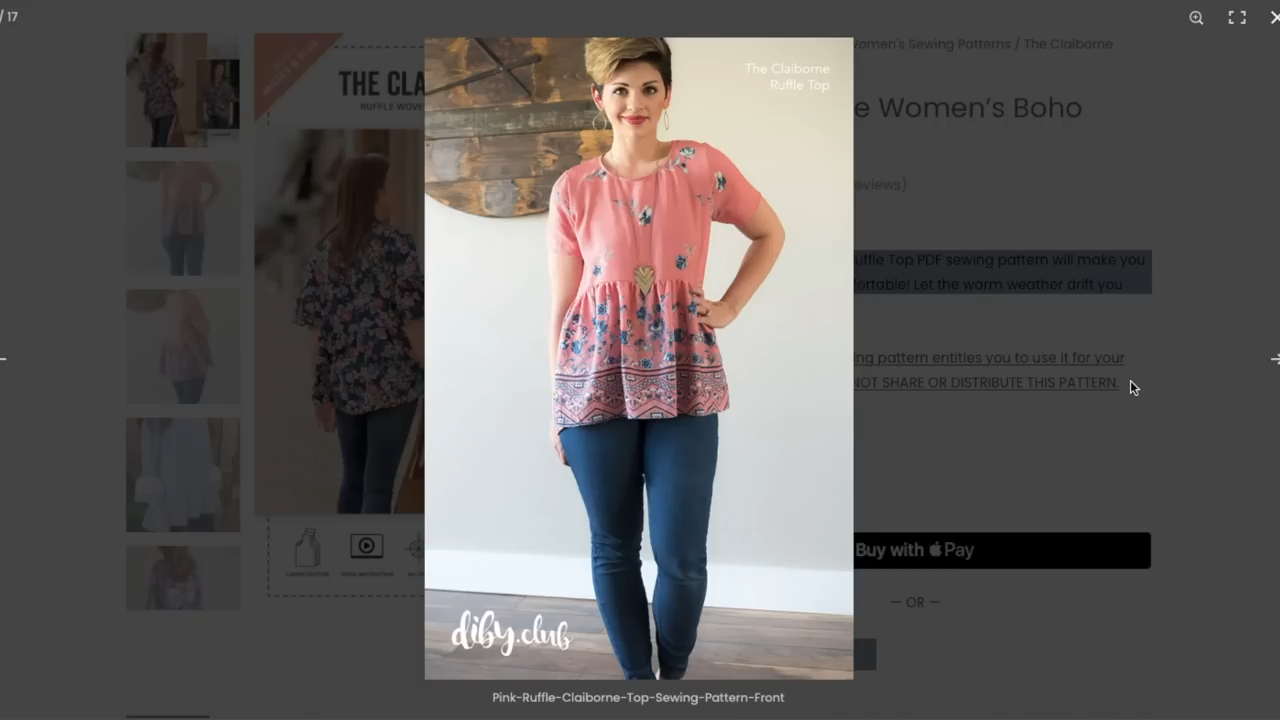 / 17
Women's Sewing Patterns / The Claiborne
THE CLA
RUFFLE WOVE
The Claiborne
Ruffle Top
e Women's Boho
eviews)
uffle Top PDF sewing pattern will make you
fortable! Let the warm weather drift you
ng pattern entitles you to use it for your
NOT SHARE OR DISTRIBUTE THIS PATTERN.
Buy with Pay
— OR —
diby.club
Pink-Ruffle-Claiborne-Top-Sewing-Pattern-Front